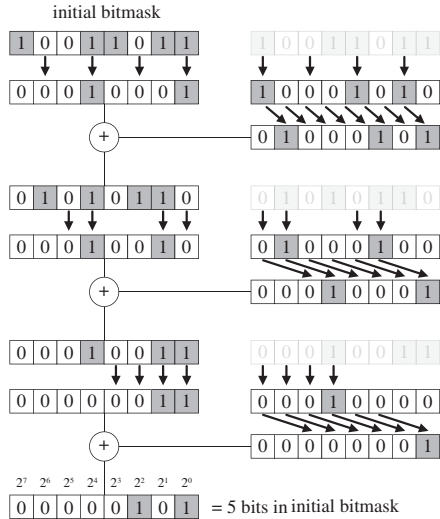 initial bitmask
1 0 0 1 1 0 1 1 1 0 0 1 1 0 1 1
0 0 0 1 0 0 0 1 1 0 0 0 1 0 1 0
+ 0 1 0 0 0 1 0 1
0 1 0 1 0 1 1 0 0 1 0 1 0 1 1 0
0 0 0 1 0 0 1 0 0 1 0 0 0 1 0 0
+ 0 0 0 1 0 0 0 1
0 0 0 1 0 0 1 1 0 0 0 1 0 0 1 1
0 0 0 0 0 0 1 1 0 0 0 1 0 0 0 0
+ 0 0 0 0 0 0 0 1
2⁷ 2⁶ 2⁵ 2⁴ 2³ 2² 2¹ 2⁰
0 0 0 0 0 1 0 1 = 5 bits in initial bitmask